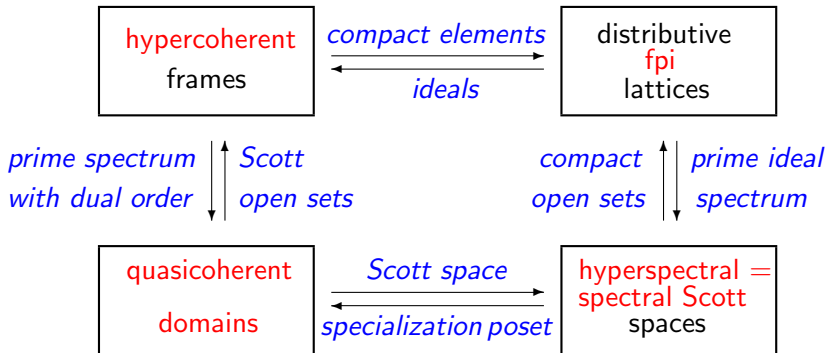 hypercoherent
frames
compact elements
ideals
distributive
fpi
lattices
prime spectrum
with dual order
Scott
open sets
compact
open sets
prime ideal
spectrum
quasicoherent
domains
Scott space
specialization poset
hyperspectral =
spectral Scott
spaces